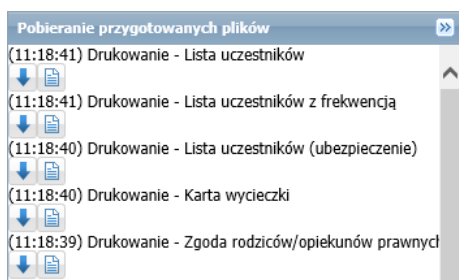 Pobieranie przygotowanych plików
(11:18:41) Drukowanie - Lista uczestników
(11:18:41) Drukowanie - Lista uczestników z frekwencją
(11:18:40) Drukowanie - Lista uczestników (ubezpieczenie)
(11:18:40) Drukowanie - Karta wycieczki
(11:18:39) Drukowanie - Zgoda rodziców/opiekunów prawnych